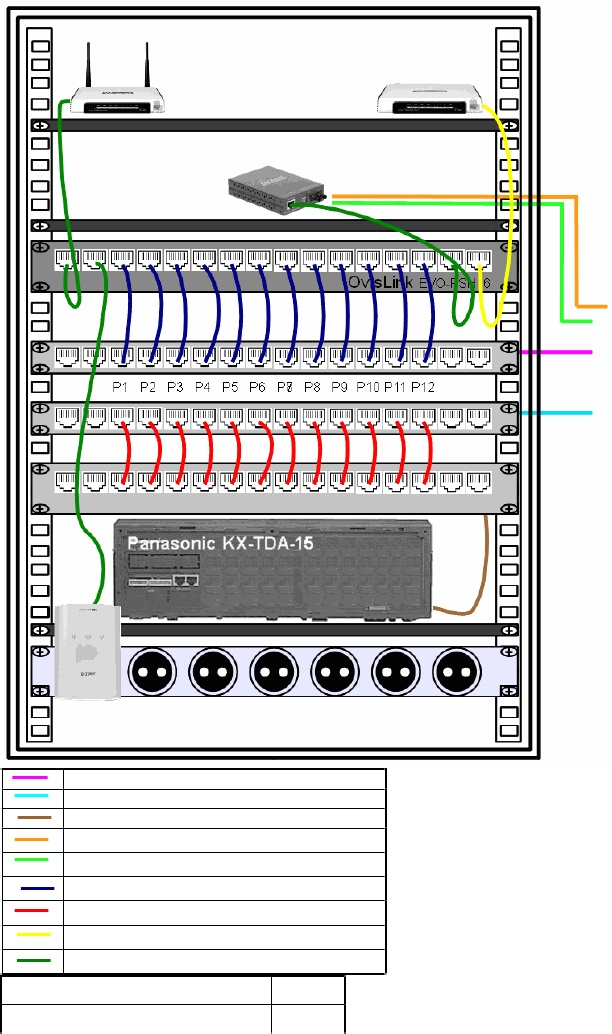 OvisLink EVO-FSH16
P1 P2 P3 P4 P5 P6 P7 P8 P9 P10 P11 P12
Panasonic KX-TDA-15
D-Link